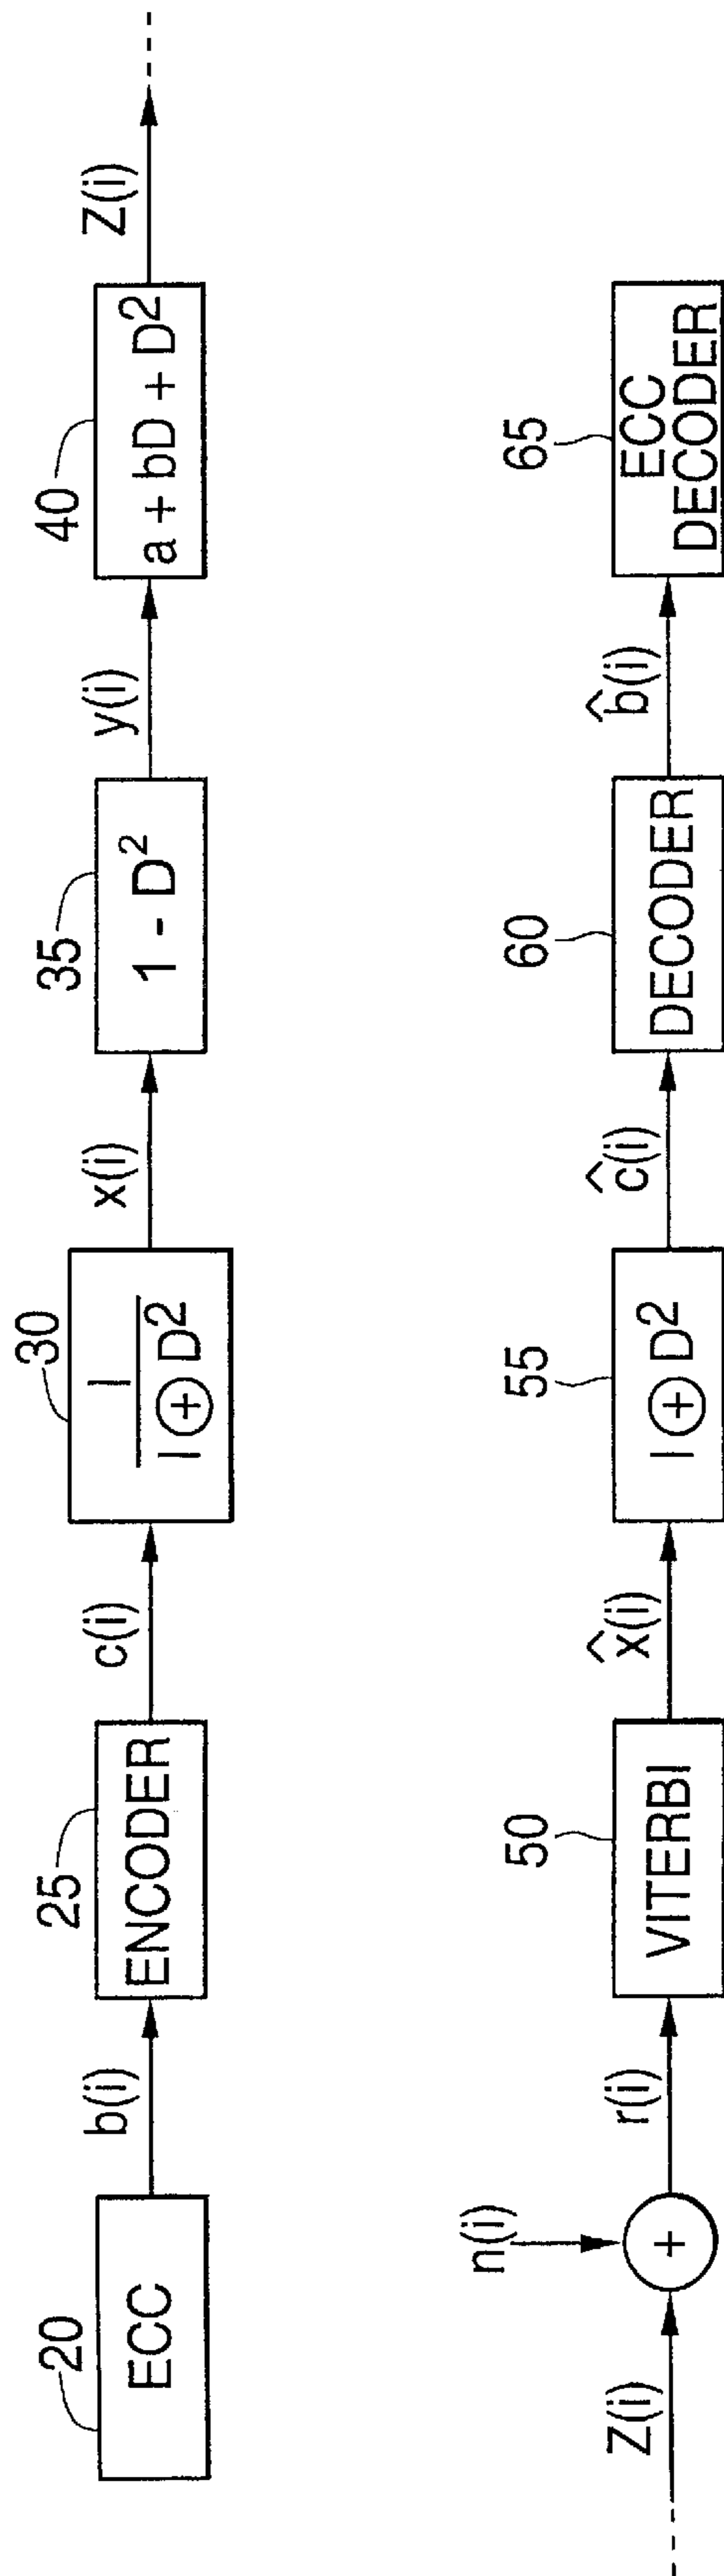 20
ECC
b(i)
25
ENCODER
c(i)
30
1
1 ⊕ D²
x(i)
35
1 - D²
y(i)
40
a + bD + D²
Z(i)
Z(i)
n(i)
+
r(i)
50
VITERBI
x̂(i)
55
1 ⊕ D²
ĉ(i)
60
DECODER
b̂(i)
65
ECC
DECODER